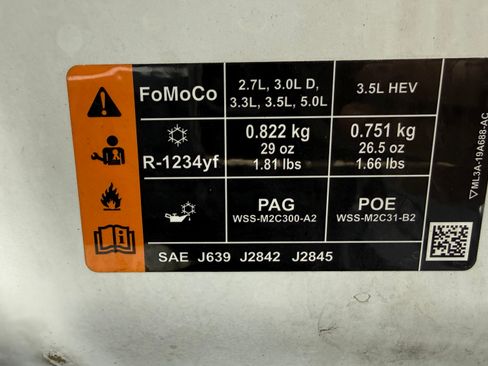 FoMoCo
2.7L, 3.0L D,
3.3L, 3.5L, 5.0L
3.5L HEV
R-1234yf
0.822 kg
29 oz
1.81 lbs
0.751 kg
26.5 oz
1.66 lbs
PAG
WSS-M2C300-A2
POE
WSS-M2C31-B2
SAE J639 J2842 J2845
ML3A-19A688-AC